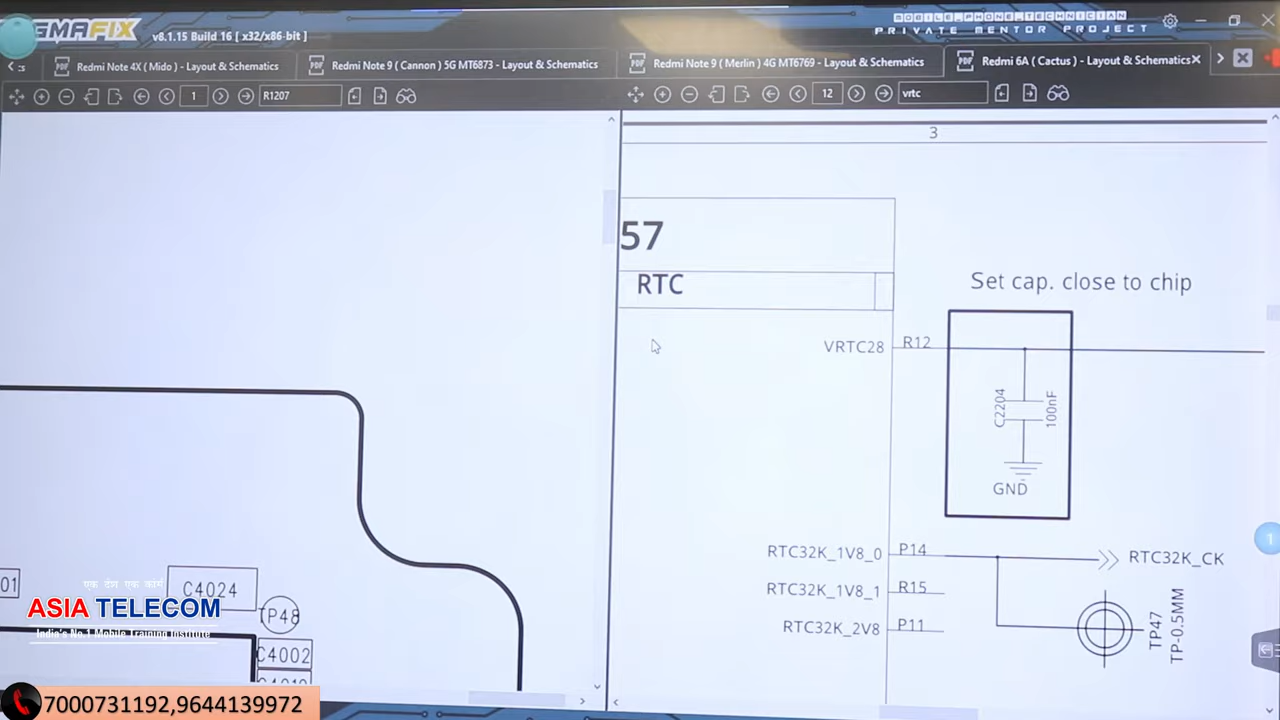 GMAFIX v8.1.15 Build 16 [ x32/x86-bit ]
MOBILE_PHONE_TECHNICIAN
PRIVATE MENTOR PROJECT
Redmi Note 4X ( Mido ) - Layout & Schematics
Redmi Note 9 ( Cannon ) 5G MT6873 - Layout & Schematics
Redmi Note 9 ( Merlin ) 4G MT6769 - Layout & Schematics
Redmi 6A ( Cactus ) - Layout & Schematics
1 R1207
12 vrtc
3
57
RTC
Set cap. close to chip
VRTC28 R12
C2204 100nF
GND
RTC32K_1V8_0 P14 RTC32K_CK
RTC32K_1V8_1 R15
RTC32K_2V8 P11
TP47
TP-0.5MM
01
C4024
TP48
C4002
1
एक देश एक कार्य
ASIA TELECOM
India's No.1 Mobile Training Institute
7000731192,9644139972